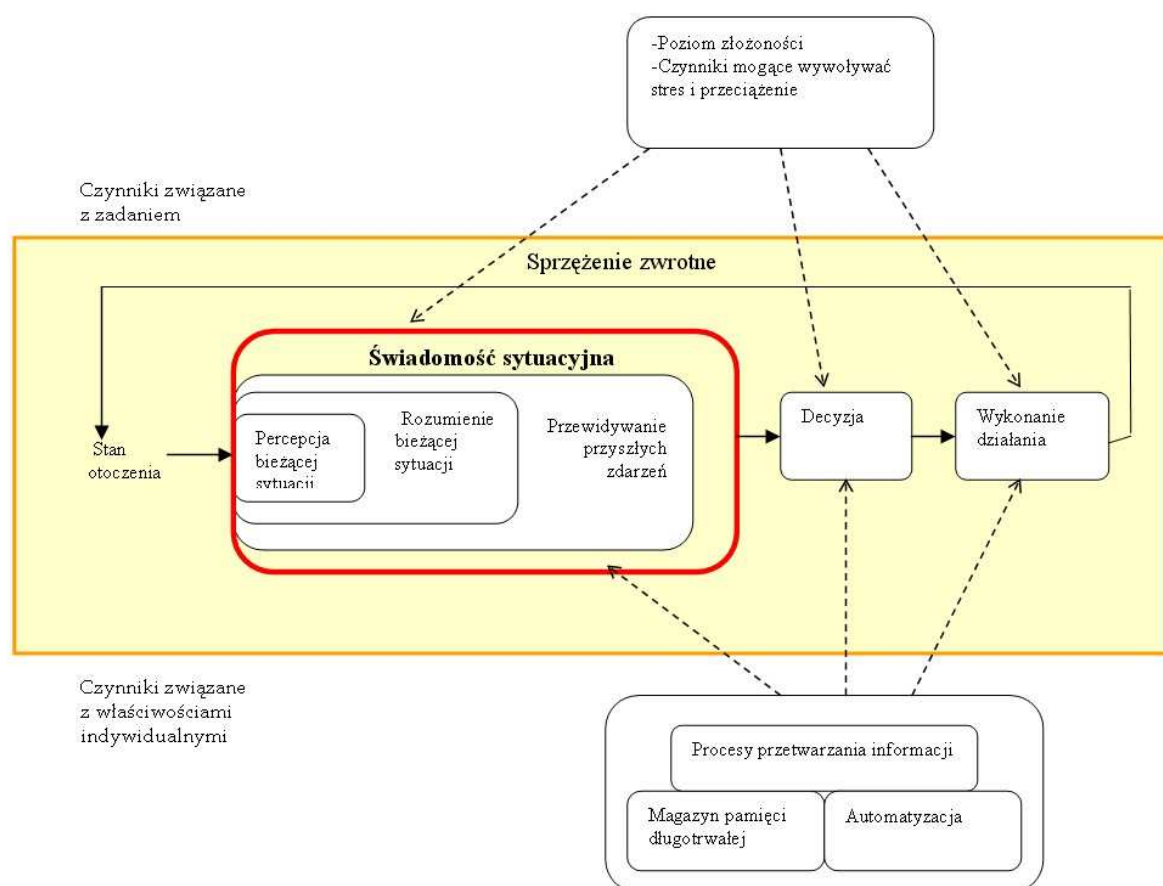 -Poziom złożoności
-Czynniki mogące wywoływać
stres i przeciążenie
Czynniki związane
z zadaniem
Sprzężenie zwrotne
Świadomość sytuacyjna
Stan
otoczenia
Percepcja
bieżącej
sytuacji
Rozumienie
bieżącej
sytuacji
Przewidywanie
przyszłych
zdarzeń
Decyzja
Wykonanie
działania
Czynniki związane
z właściwościami
indywidualnymi
Procesy przetwarzania informacji
Magazyn pamięci
długotrwałej
Automatyzacja